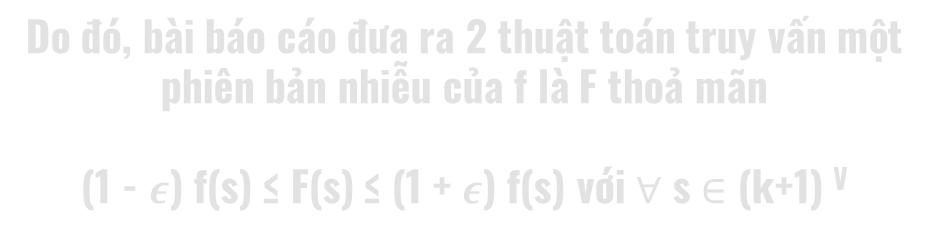 Do đó, bài báo cáo đưa ra 2 thuật toán truy vấn một
phiên bản nhiễu của f là F thoả mãn
(1 - ϵ) f(s) ≤ F(s) ≤ (1 + ϵ) f(s) với ∀ s ∈ (k+1) ^V